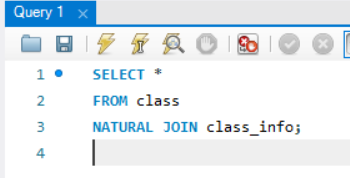 Query 1
1 SELECT *
2 FROM class
3 NATURAL JOIN class_info;
4